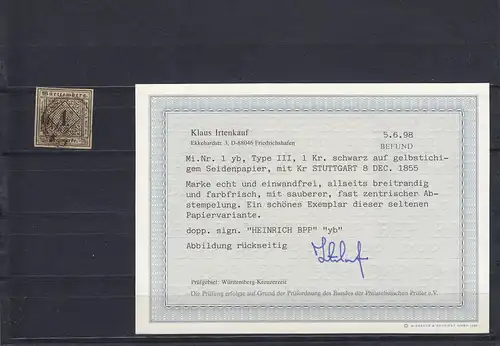 Württemberg
1
Klaus Irtenkauf
Ekkehardstr. 3, D-88046 Friedrichshafen
5.6.98
BEFUND
Mi.Nr. 1 yb, Type III, 1 Kr. schwarz auf gelbstichi-
gem Seidenpapier, mit Kr STUTTGART 8 DEC. 1855
Marke echt und einwandfrei, allseits breitrandig
und farbfrisch, mit sauberer, fast zentrischer Ab-
stempelung. Ein schönes Exemplar dieser seltenen
Papiervariante.
dopp. sign. "HEINRICH BPP" "yb"
Abbildung rückseitig
Prüfgebiet: Württemberg-Kreuzerzeit
Die Prüfung erfolgte auf Grund der Prüfordnung des Bundes der Philatelistischen Prüfer e.V.